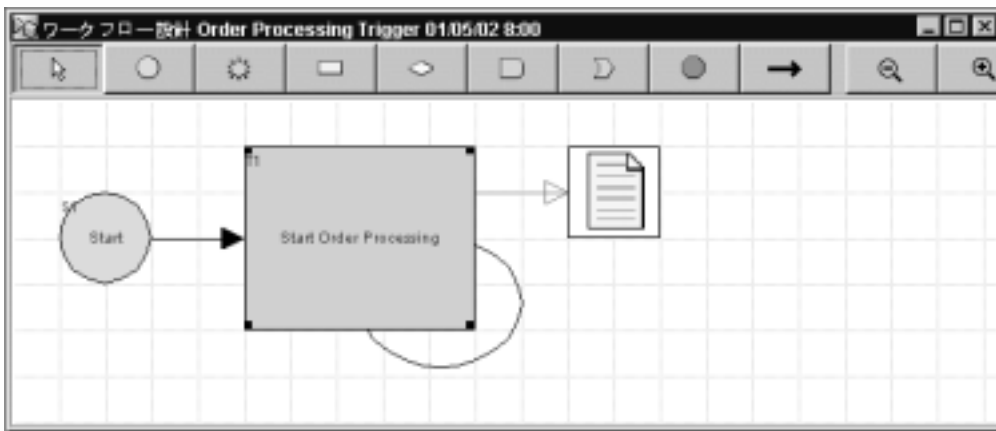 ワークフロー設計 Order Processing Trigger 01/05/02 8:00
T1
S1
Start
Start Order Processing